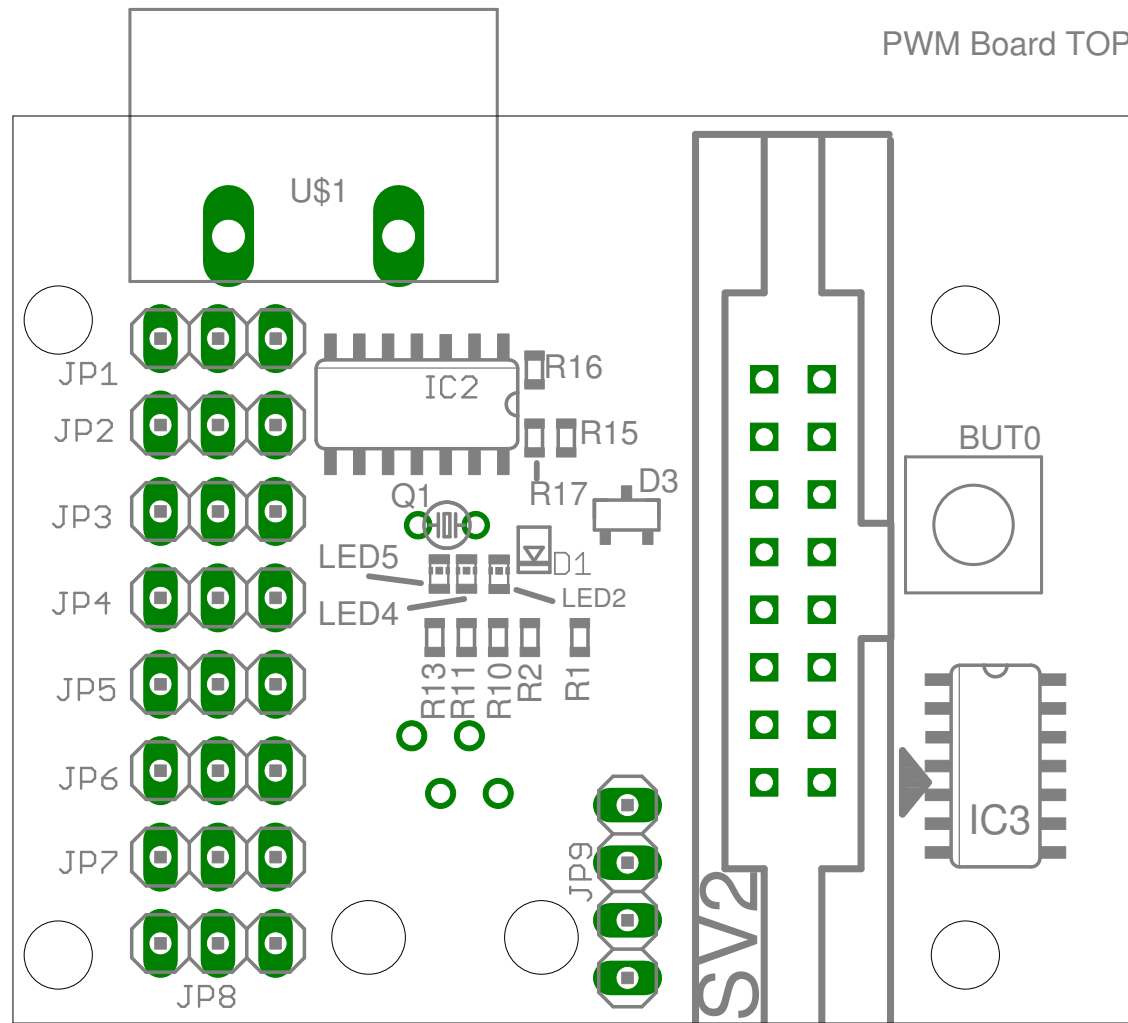 PWM Board TOP
U$1
JP1
IC2
R16
JP2
R15
BUT0
Q1
R17
D3
JP3
LED5
D1
JP4
LED4
LED2
JP5
R13
R11
R10
R2
R1
JP6
IC3
JP7
JP9
SV2
JP8